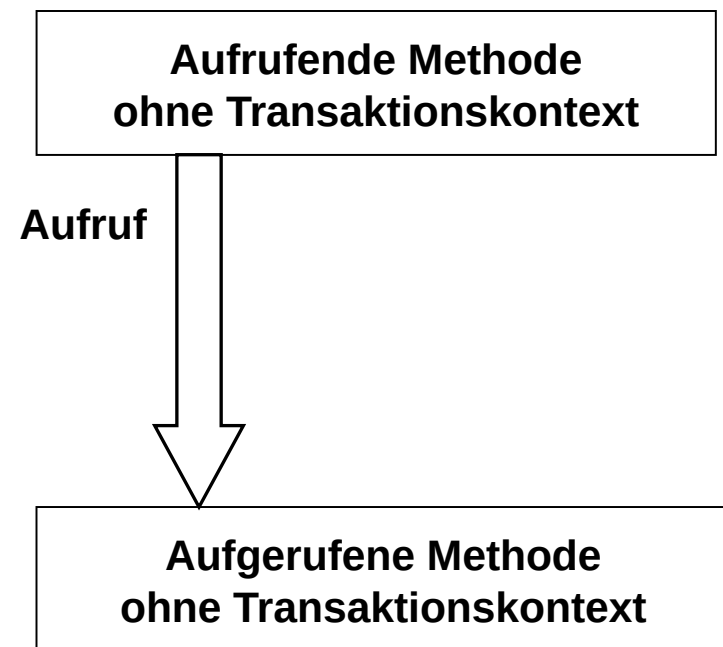 Aufrufende Methode
ohne Transaktionskontext
Aufruf
Aufgerufene Methode
ohne Transaktionskontext